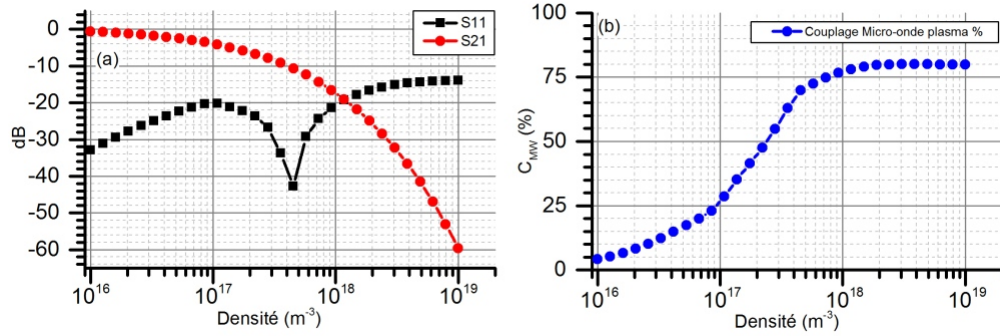 (a)
S11
S21
0
-10
-20
-30
-40
-50
-60
dB
10^16
10^17
10^18
10^19
Densité (m^-3)
(b)
Couplage Micro-onde plasma %
100
75
50
25
0
C_MW (%)
10^16
10^17
10^18
10^19
Densité (m^-3)